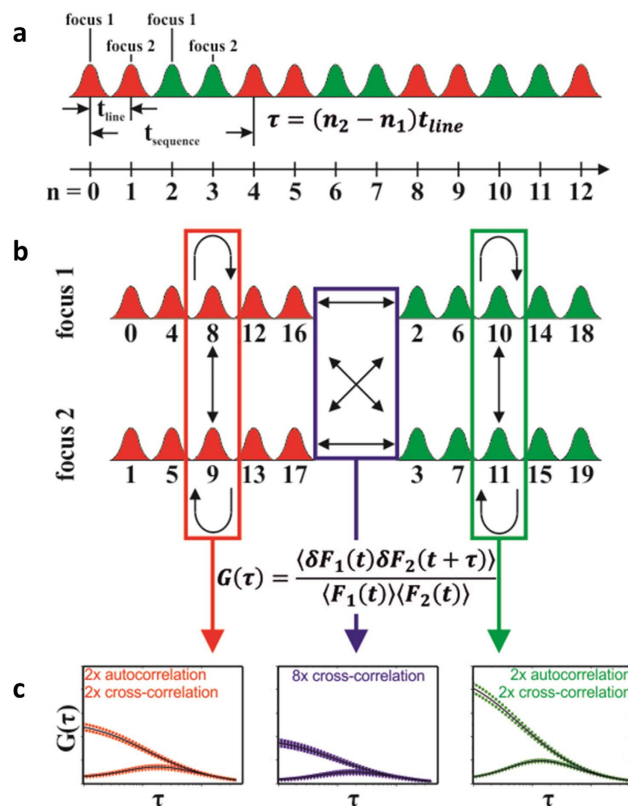 a
focus 1 focus 1
focus 2 focus 2
t_line
t_sequence
τ = (n₂ − n₁)t_line
n = 0 1 2 3 4 5 6 7 8 9 10 11 12
b
focus 1
0 4 8 12 16 2 6 10 14 18
focus 2
1 5 9 13 17 3 7 11 15 19
G(τ) = ⟨δF₁(t)δF₂(t + τ)⟩ / ⟨F₁(t)⟩⟨F₂(t)⟩
c
2x autocorrelation
2x cross-correlation
8x cross-correlation
2x autocorrelation
2x cross-correlation
G(τ)
τ τ τ